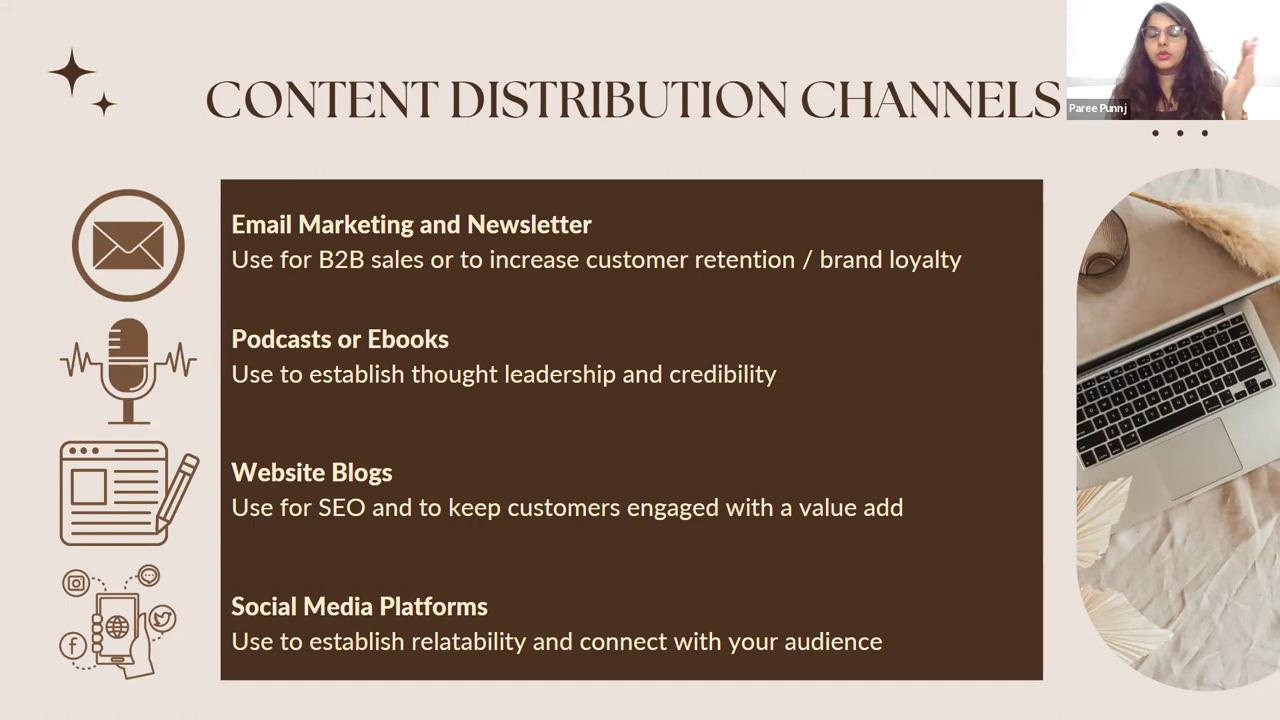 CONTENT DISTRIBUTION CHANNELS
Paree Punnj
Email Marketing and Newsletter
Use for B2B sales or to increase customer retention / brand loyalty
Podcasts or Ebooks
Use to establish thought leadership and credibility
Website Blogs
Use for SEO and to keep customers engaged with a value add
Social Media Platforms
Use to establish relatability and connect with your audience